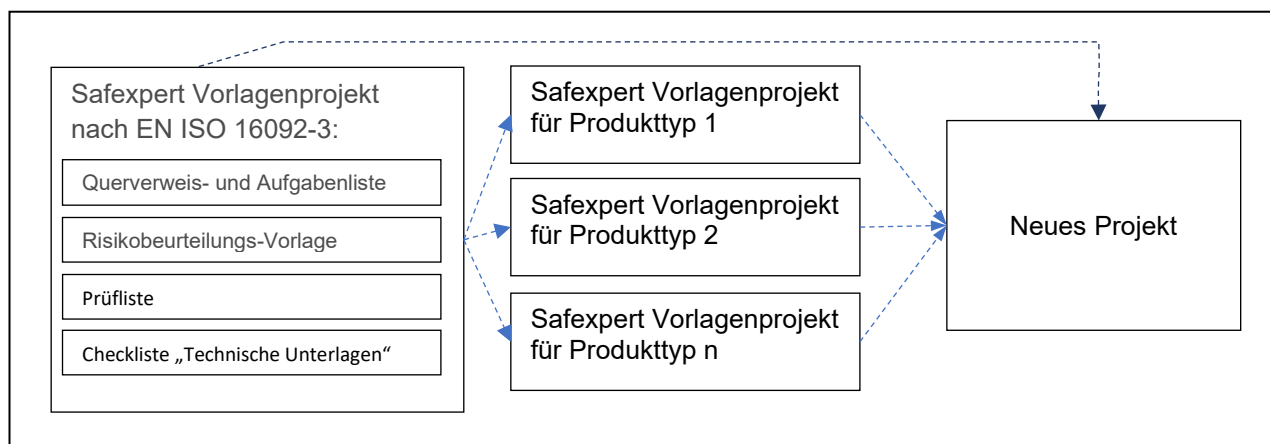 Safexpert Vorlagenprojekt
nach EN ISO 16092-3:
Querverweis- und Aufgabenliste
Risikobeurteilungs-Vorlage
Prüfliste
Checkliste „Technische Unterlagen“
Safexpert Vorlagenprojekt
für Produkttyp 1
Safexpert Vorlagenprojekt
für Produkttyp 2
Safexpert Vorlagenprojekt
für Produkttyp n
Neues Projekt